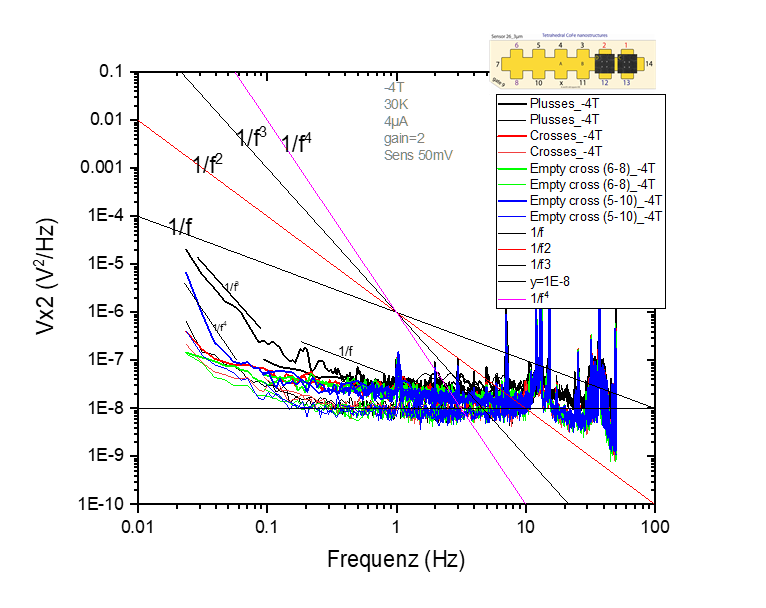 Sensor 26_3μm
Tetrahedral CoFe nanostructures
6 5 4 3 2 1
7 A B 14
8 10 x 11 12 13
-4T
30K
4μA
gain=2
Sens 50mV
Plusses_-4T
Plusses_-4T
Crosses_-4T
Crosses_-4T
Empty cross (6-8)_-4T
Empty cross (6-8)_-4T
Empty cross (5-10)_-4T
Empty cross (5-10)_-4T
1/f
1/f2
1/f3
y=1E-8
1/f⁴
1/f³
1/f⁴
1/f²
1/f
1/f⁴
1/f
0.1
0.01
0.001
1E-4
1E-5
1E-6
1E-7
1E-8
1E-9
1E-10
0.01 0.1 1 10 100
Vx2 (V²/Hz)
Frequenz (Hz)